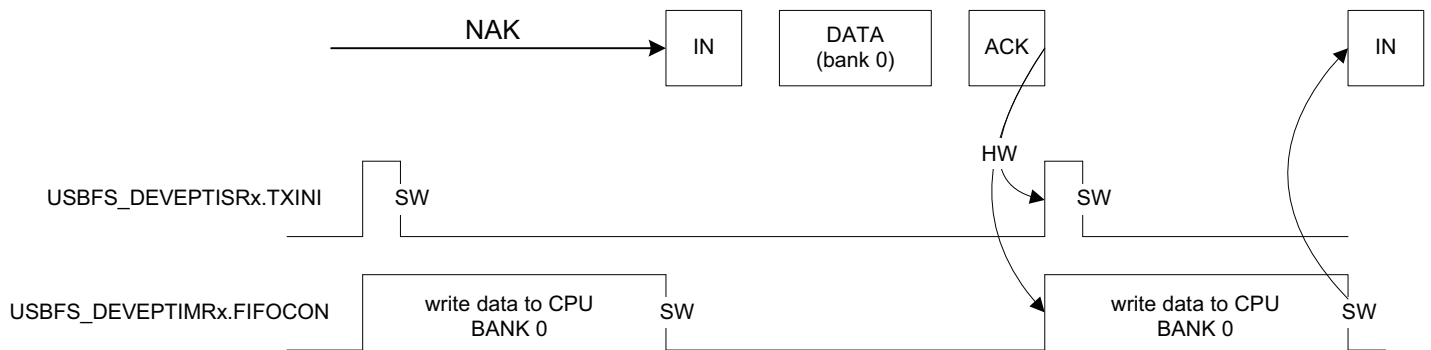 NAK
IN
DATA
(bank 0)
ACK
IN
HW
USBFS_DEVEPTISRx.TXINI
SW
SW
USBFS_DEVEPTIMRx.FIFOCON
write data to CPU
BANK 0
SW
write data to CPU
BANK 0
SW